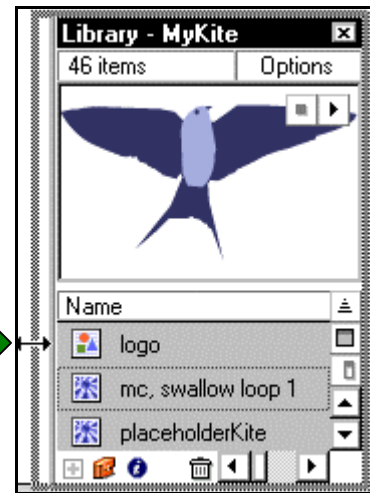 Library - MyKite
46 items
Options
Name
logo
mc, swallow loop 1
placeholderKite